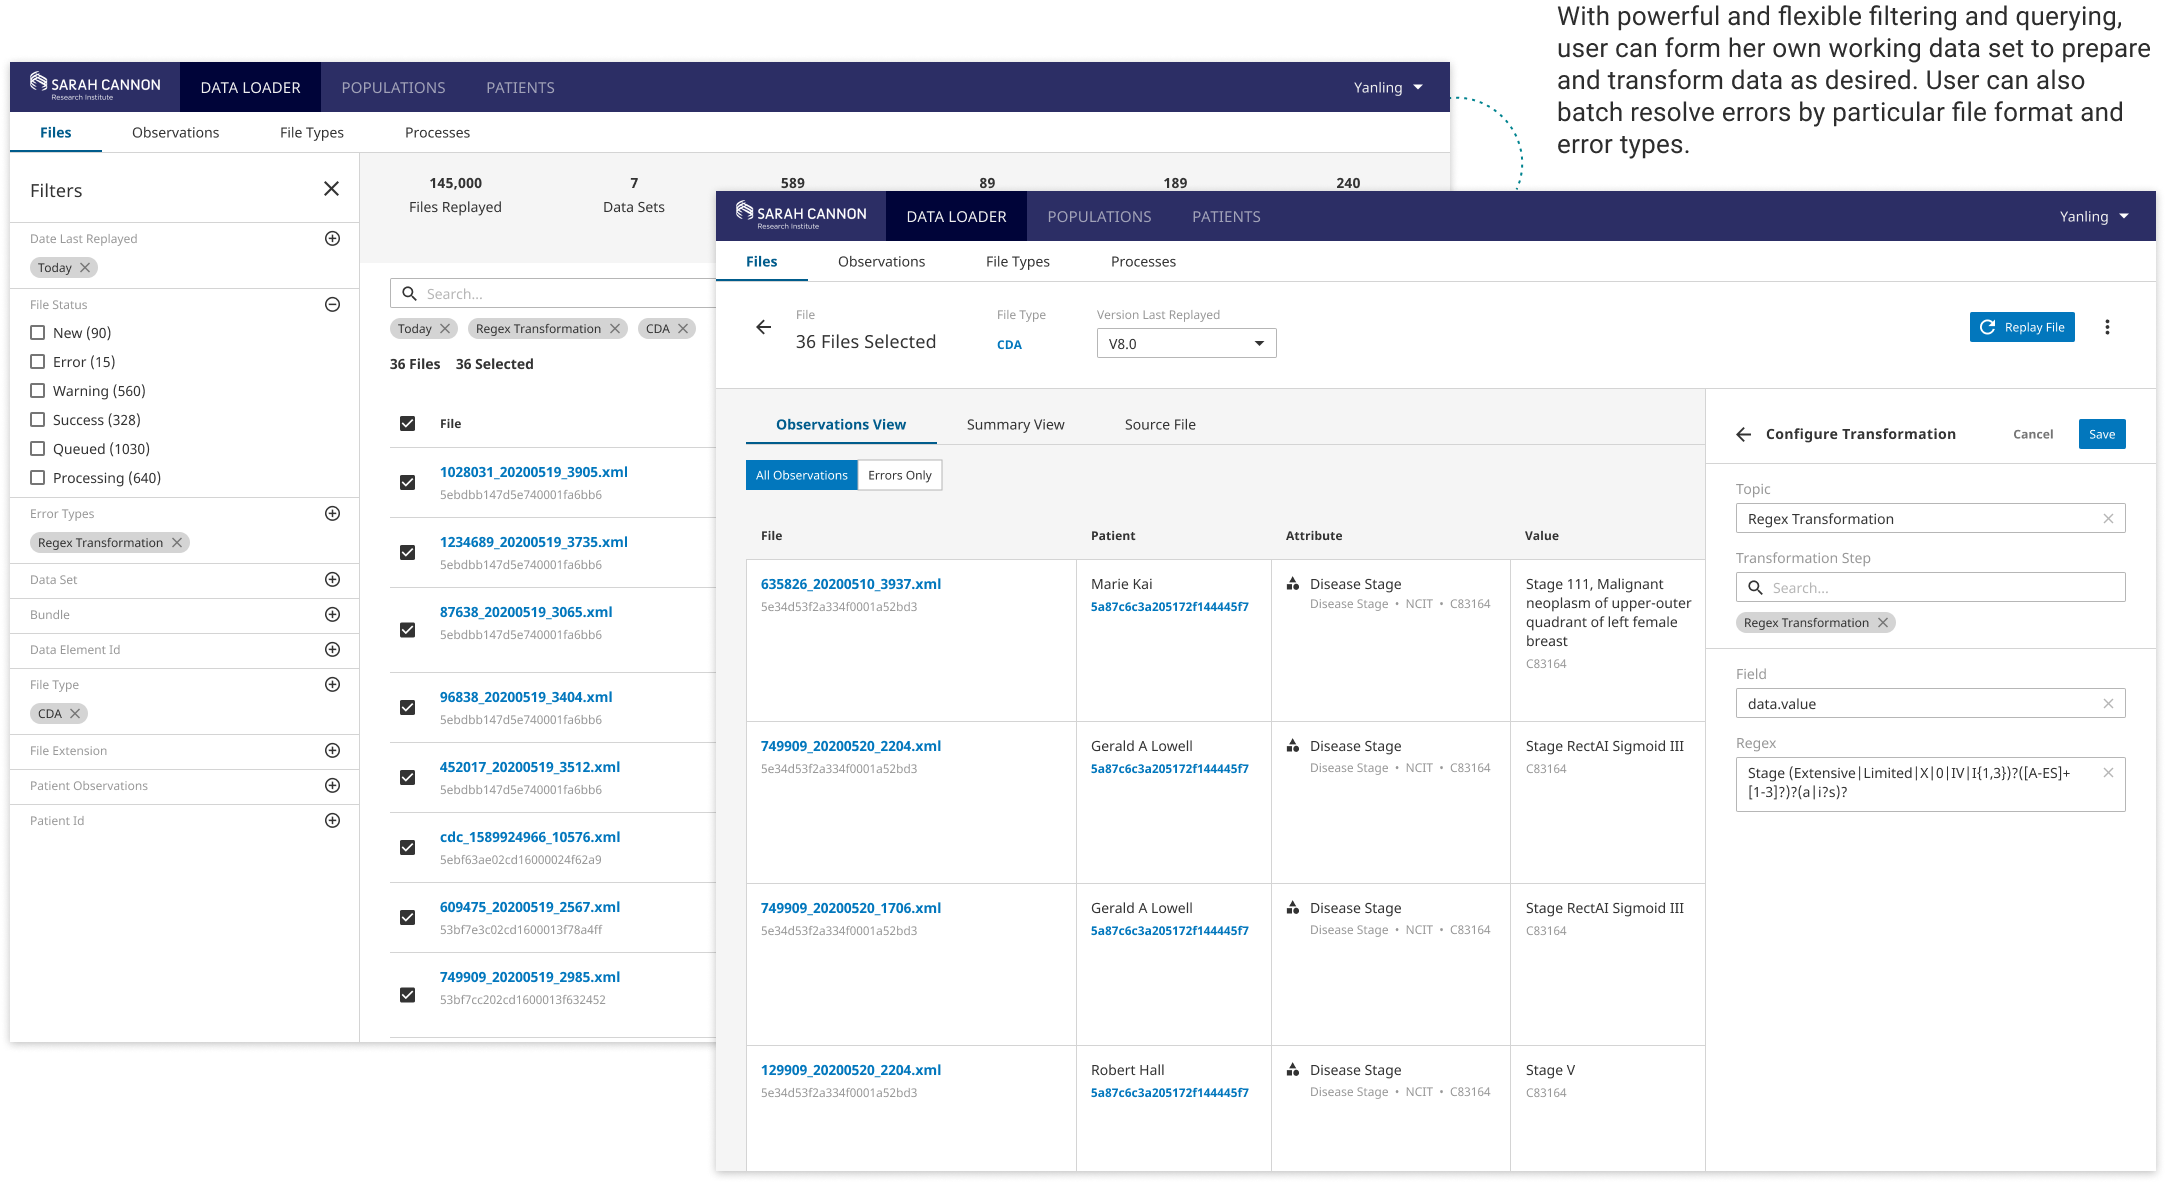 With powerful and flexible filtering and querying,
user can form her own working data set to prepare
and transform data as desired. User can also
batch resolve errors by particular file format and
error types.
SARAH CANNON
Research Institute
DATA LOADER
POPULATIONS
PATIENTS
Yanling
Files
Observations
File Types
Processes
Filters
Date Last Replayed
Today
File Status
New (90)
Error (15)
Warning (560)
Success (328)
Queued (1030)
Processing (640)
Error Types
Regex Transformation
Data Set
Bundle
Data Element Id
File Type
CDA
File Extension
Patient Observations
Patient Id
145,000
Files Replayed
7
Data Sets
589
89
189
240
Search...
Today
Regex Transformation
CDA
36 Files
36 Selected
File
1028031_20200519_3905.xml
5ebdbb147d5e740001fa6bb6
1234689_20200519_3735.xml
5ebdbb147d5e740001fa6bb6
87638_20200519_3065.xml
5ebdbb147d5e740001fa6bb6
96838_20200519_3404.xml
5ebdbb147d5e740001fa6bb6
452017_20200519_3512.xml
5ebdbb147d5e740001fa6bb6
cdc_1589924966_10576.xml
5ebf63ae02cd16000024f62a9
609475_20200519_2567.xml
53bf7e3c02cd1600013f78a4ff
749909_20200519_2985.xml
53bf7cc202cd1600013f632452
SARAH CANNON
Research Institute
DATA LOADER
POPULATIONS
PATIENTS
Yanling
Files
Observations
File Types
Processes
File
36 Files Selected
File Type
CDA
Version Last Replayed
V8.0
Replay File
Observations View
Summary View
Source File
All Observations
Errors Only
File
Patient
Attribute
Value
635826_20200510_3937.xml
5e34d53f2a334f0001a52bd3
Marie Kai
5a87c6c3a205172f144445f7
Disease Stage
Disease Stage • NCIT • C83164
Stage 111, Malignant
neoplasm of upper-outer
quadrant of left female
breast
C83164
749909_20200520_2204.xml
5e34d53f2a334f0001a52bd3
Gerald A Lowell
5a87c6c3a205172f144445f7
Disease Stage
Disease Stage • NCIT • C83164
Stage RectAI Sigmoid III
C83164
749909_20200520_1706.xml
5e34d53f2a334f0001a52bd3
Gerald A Lowell
5a87c6c3a205172f144445f7
Disease Stage
Disease Stage • NCIT • C83164
Stage RectAI Sigmoid III
C83164
129909_20200520_2204.xml
5e34d53f2a334f0001a52bd3
Robert Hall
5a87c6c3a205172f144445f7
Disease Stage
Disease Stage • NCIT • C83164
Stage V
C83164
Configure Transformation
Cancel
Save
Topic
Regex Transformation
Transformation Step
Search...
Regex Transformation
Field
data.value
Regex
Stage (Extensive|Limited|X|0|IV|I{1,3})?([A-ES]+
[1-3]?)?(a|i?s)?